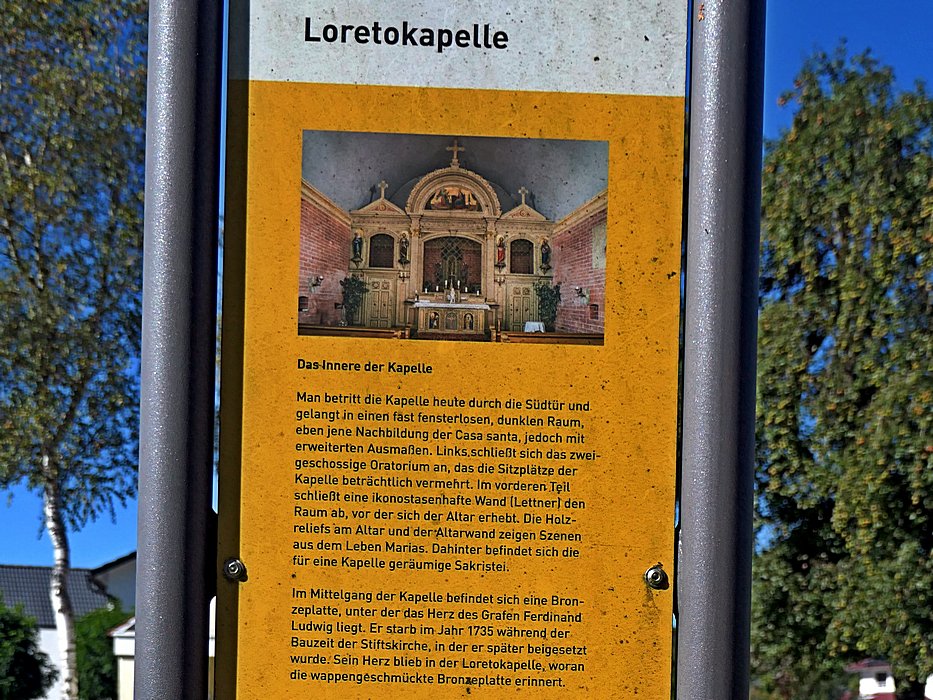 Loretokapelle
Das Innere der Kapelle
Man betritt die Kapelle heute durch die Südtür und
gelangt in einen fast fensterlosen, dunklen Raum,
eben jene Nachbildung der Casa santa, jedoch mit
erweiterten Ausmaßen. Links schließt sich das zwei-
geschossige Oratorium an, das die Sitzplätze der
Kapelle beträchtlich vermehrt. Im vorderen Teil
schließt eine ikonostasenhafte Wand (Lettner) den
Raum ab, vor der sich der Altar erhebt. Die Holz-
reliefs am Altar und der Altarwand zeigen Szenen
aus dem Leben Marias. Dahinter befindet sich die
für eine Kapelle geräumige Sakristei.
Im Mittelgang der Kapelle befindet sich eine Bron-
zeplatte, unter der das Herz des Grafen Ferdinand
Ludwig liegt. Er starb im Jahr 1735 während der
Bauzeit der Stiftskirche, in der er später beigesetzt
wurde. Sein Herz blieb in der Loretokapelle, woran
die wappengeschmückte Bronzeplatte erinnert.